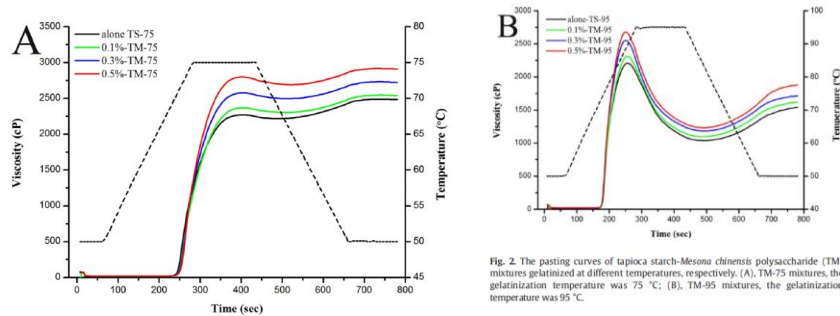 A
alone TS-75
0.1%-TM-75
0.3%-TM-75
0.5%-TM-75
3500
3000
2500
2000
1500
1000
500
0
Viscosity (cP)
80
75
70
65
60
55
50
45
Temperature (°C)
0 100 200 300 400 500 600 700 800
Time (sec)
B
alone-TS-95
0.1%-TM-95
0.3%-TM-95
0.5%-TM-95
3000
2500
2000
1500
1000
500
0
Viscosity (cP)
100
90
80
70
60
50
40
Temperature (°C)
0 100 200 300 400 500 600 700 800
Time (sec)
Fig. 2. The pasting curves of tapioca starch-Mesona chinensis polysaccharide (TM)
mixtures gelatinized at different temperatures, respectively. (A), TM-75 mixtures, the
gelatinization temperature was 75 °C; (B), TM-95 mixtures, the gelatinization
temperature was 95 °C.